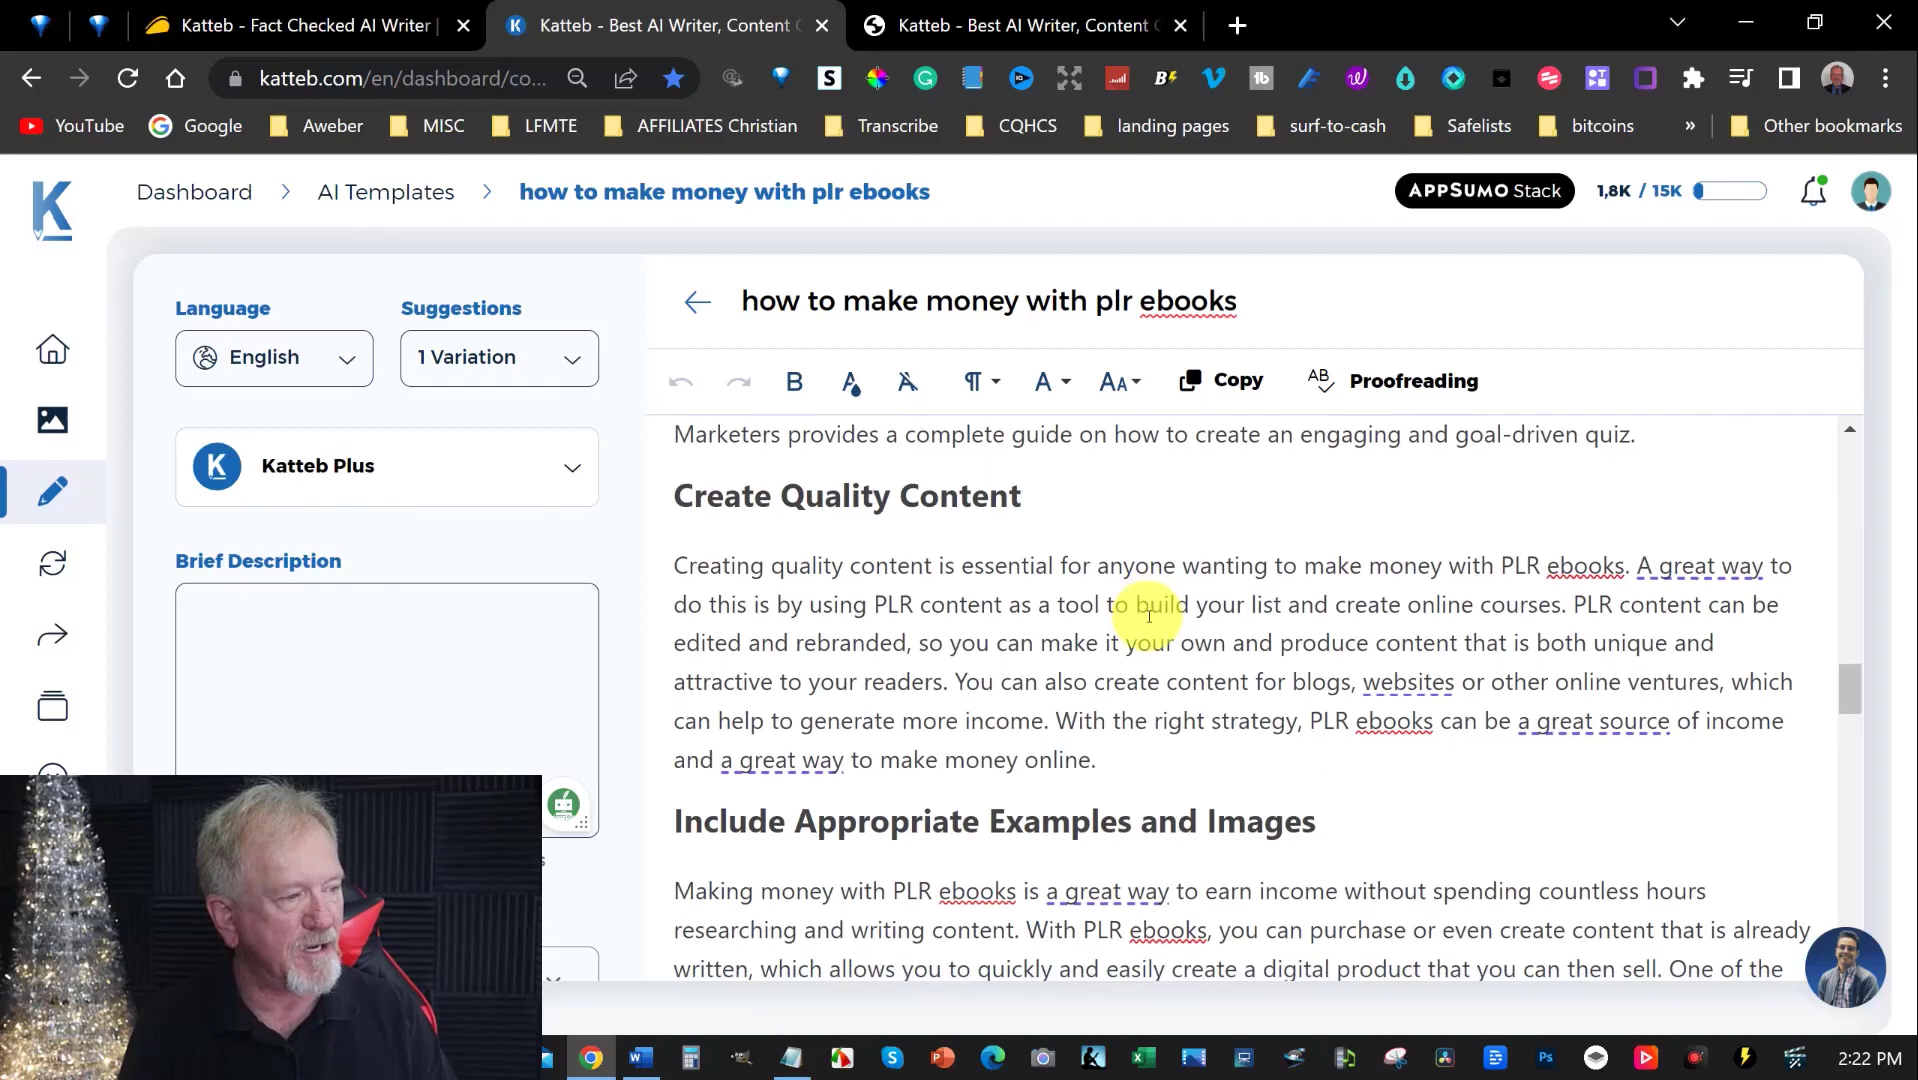 Katteb - Fact Checked AI Writer |
Katteb - Best AI Writer, Content
Katteb - Best AI Writer, Content
katteb.com/en/dashboard/co...
YouTube
Google
Aweber
MISC
LFMTE
AFFILIATES Christian
Transcribe
CQHCS
landing pages
surf-to-cash
Safelists
bitcoins
»
Other bookmarks
Dashboard > AI Templates > how to make money with plr ebooks
APPSUMO Stack
1,8K / 15K
Language
Suggestions
English
1 Variation
Katteb Plus
Brief Description
how to make money with plr ebooks
Copy
Proofreading
Marketers provides a complete guide on how to create an engaging and goal-driven quiz.
Create Quality Content
Creating quality content is essential for anyone wanting to make money with PLR ebooks. A great way to
do this is by using PLR content as a tool to build your list and create online courses. PLR content can be
edited and rebranded, so you can make it your own and produce content that is both unique and
attractive to your readers. You can also create content for blogs, websites or other online ventures, which
can help to generate more income. With the right strategy, PLR ebooks can be a great source of income
and a great way to make money online.
Include Appropriate Examples and Images
Making money with PLR ebooks is a great way to earn income without spending countless hours
researching and writing content. With PLR ebooks, you can purchase or even create content that is already
written, which allows you to quickly and easily create a digital product that you can then sell. One of the
2:22 PM